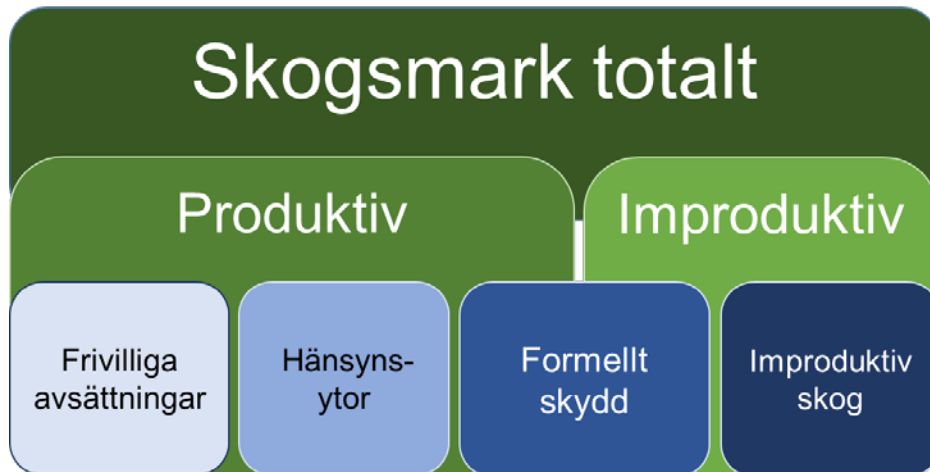 Skogsmark totalt
Produktiv
Improduktiv
Frivilliga
avsättningar
Hänsyns-
ytor
Formellt
skydd
Improduktiv
skog